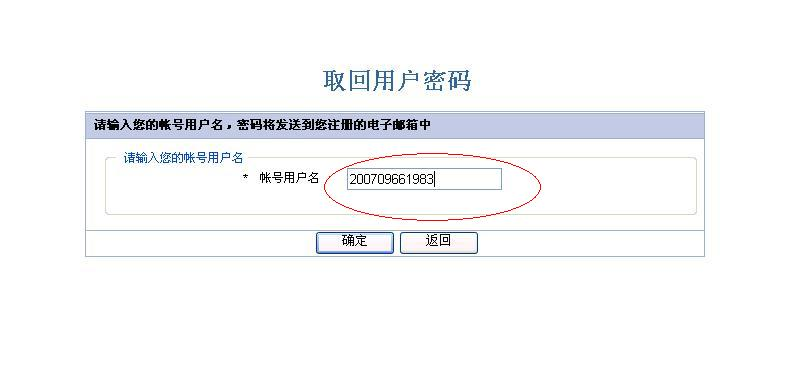 取回用户密码
请输入您的帐号用户名，密码将发送到您注册的电子邮箱中
请输入您的帐号用户名
* 帐号用户名 200709661983
确定 返回